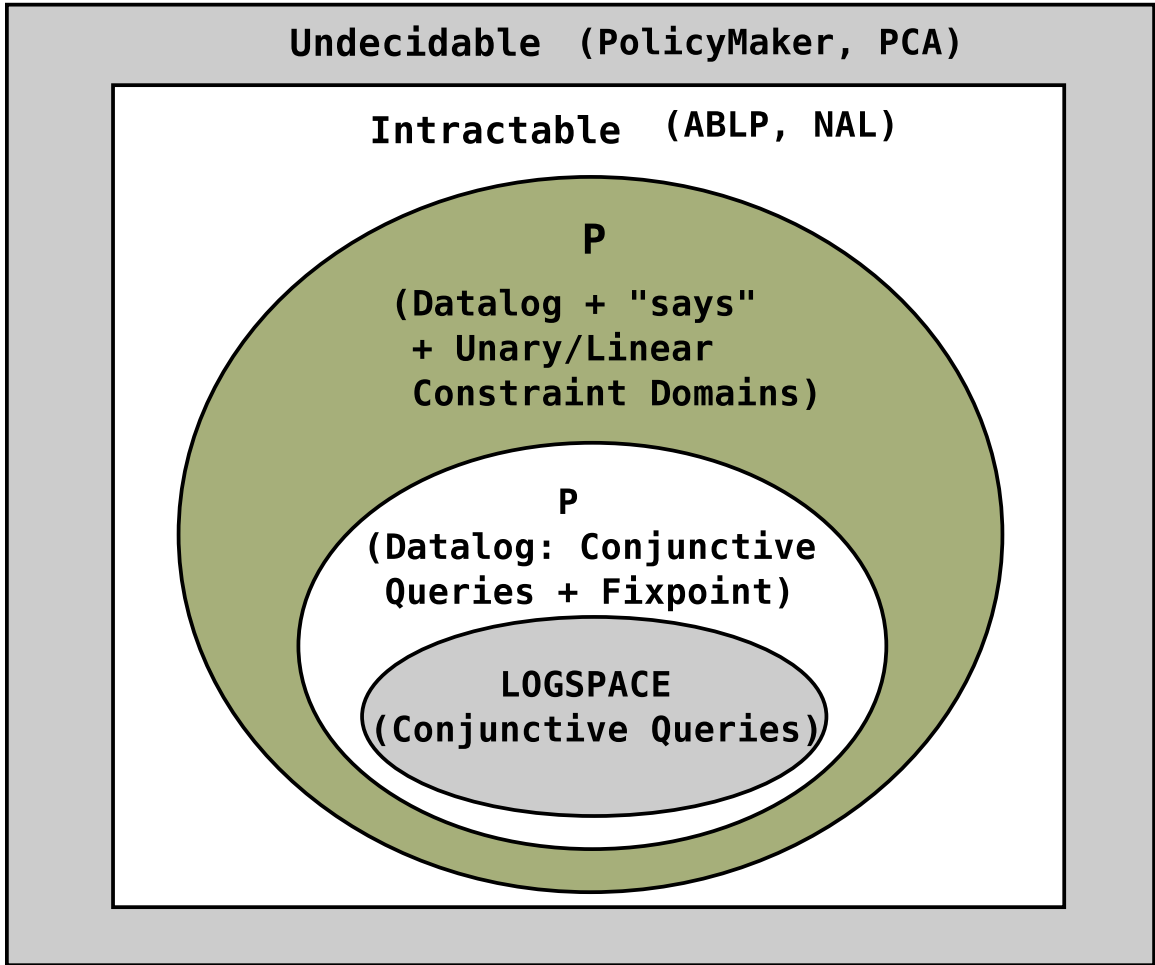 Undecidable (PolicyMaker, PCA)
Intractable (ABLP, NAL)
P
(Datalog + "says"
+ Unary/Linear
Constraint Domains)
P
(Datalog: Conjunctive
Queries + Fixpoint)
LOGSPACE
(Conjunctive Queries)